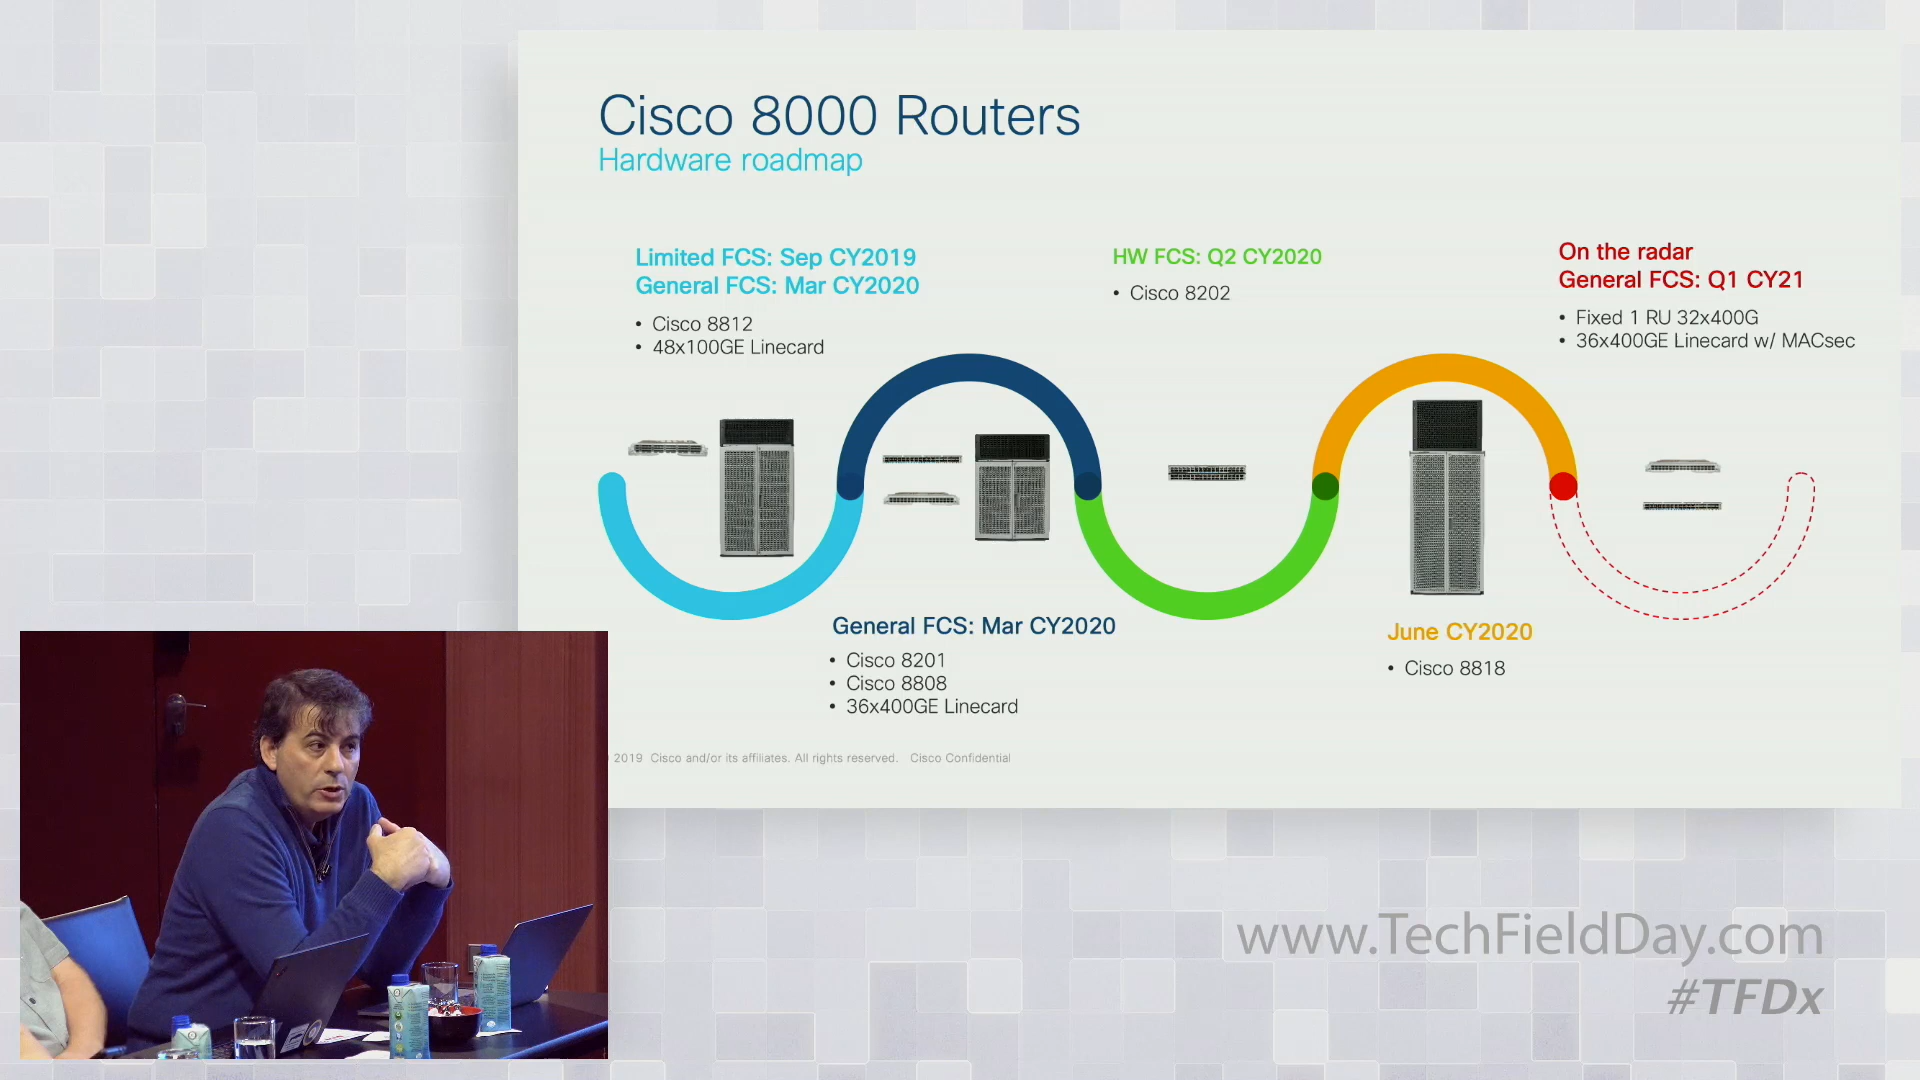 Cisco 8000 Routers
Hardware roadmap
Limited FCS: Sep CY2019
General FCS: Mar CY2020
• Cisco 8812
• 48x100GE Linecard
General FCS: Mar CY2020
• Cisco 8201
• Cisco 8808
• 36x400GE Linecard
HW FCS: Q2 CY2020
• Cisco 8202
June CY2020
• Cisco 8818
On the radar
General FCS: Q1 CY21
• Fixed 1 RU 32x400G
• 36x400GE Linecard w/ MACsec
2019 Cisco and/or its affiliates. All rights reserved. Cisco Confidential
www.TechFieldDay.com
#TFDx